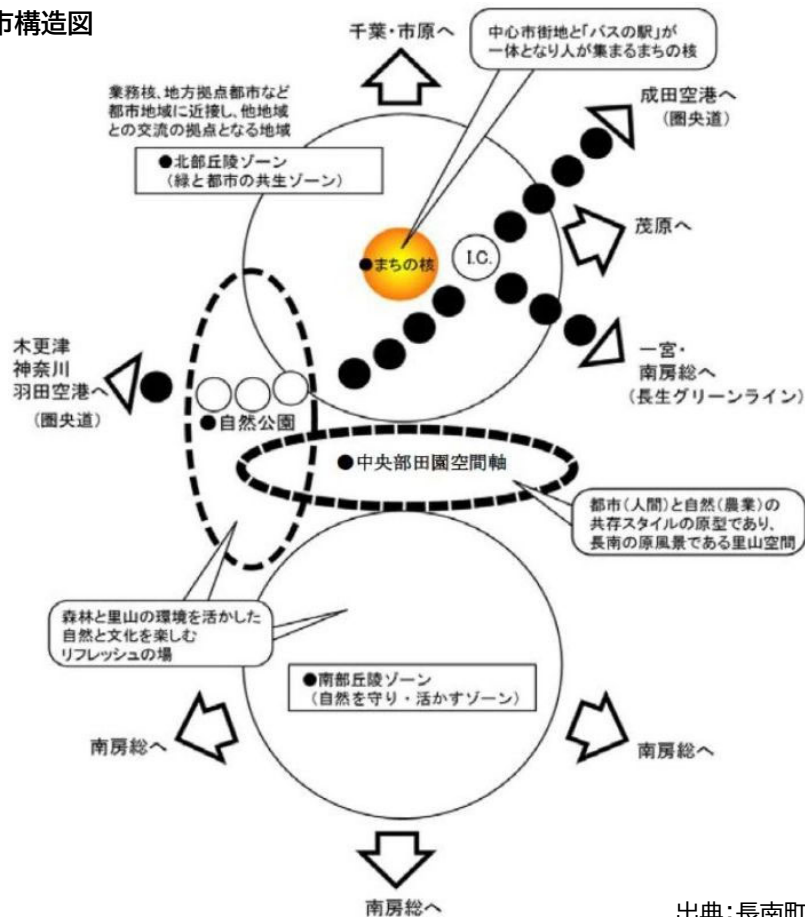 市構造図
千葉・市原へ
中心市街地と「バスの駅」が
一体となり人が集まるまちの核
業務核、地方拠点都市など
都市地域に近接し、他地域
との交流の拠点となる地域
成田空港へ
(圏央道)
●北部丘陵ゾーン
(緑と都市の共生ゾーン)
茂原へ
●まちの核
I.C.
木更津
神奈川
羽田空港へ
(圏央道)
一宮・
南房総へ
(長生グリーンライン)
●自然公園
●中央部田園空間軸
都市(人間)と自然(農業)の
共存スタイルの原型であり、
長南の原風景である里山空間
森林と里山の環境を活かした
自然と文化を楽しむ
リフレッシュの場
●南部丘陵ゾーン
(自然を守り・活かすゾーン)
南房総へ
南房総へ
南房総へ
出典:長南町